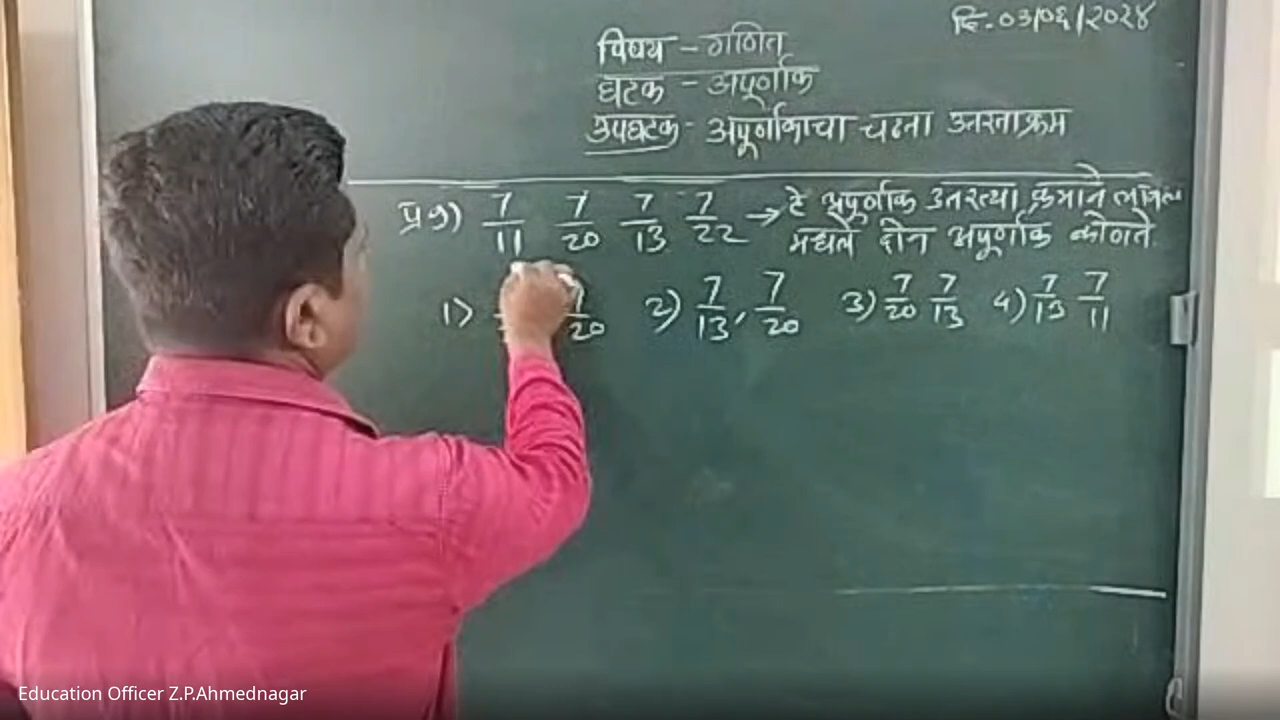 दि. ०३/०६/२०२४
विषय - गणित
घटक - अपूर्णांक
उपघटक - अपूर्णांकाचा चढता उतरता क्रम
प्र १) 7/11 7/20 7/13 7/22 → हे अपूर्णांक उतरत्या क्रमाने
मधले दोन अपूर्णांक कोणते.
1) 7/20 2) 7/13, 7/20 3) 7/20 7/13 4) 7/13 7/11
Education Officer Z.P.Ahmednagar